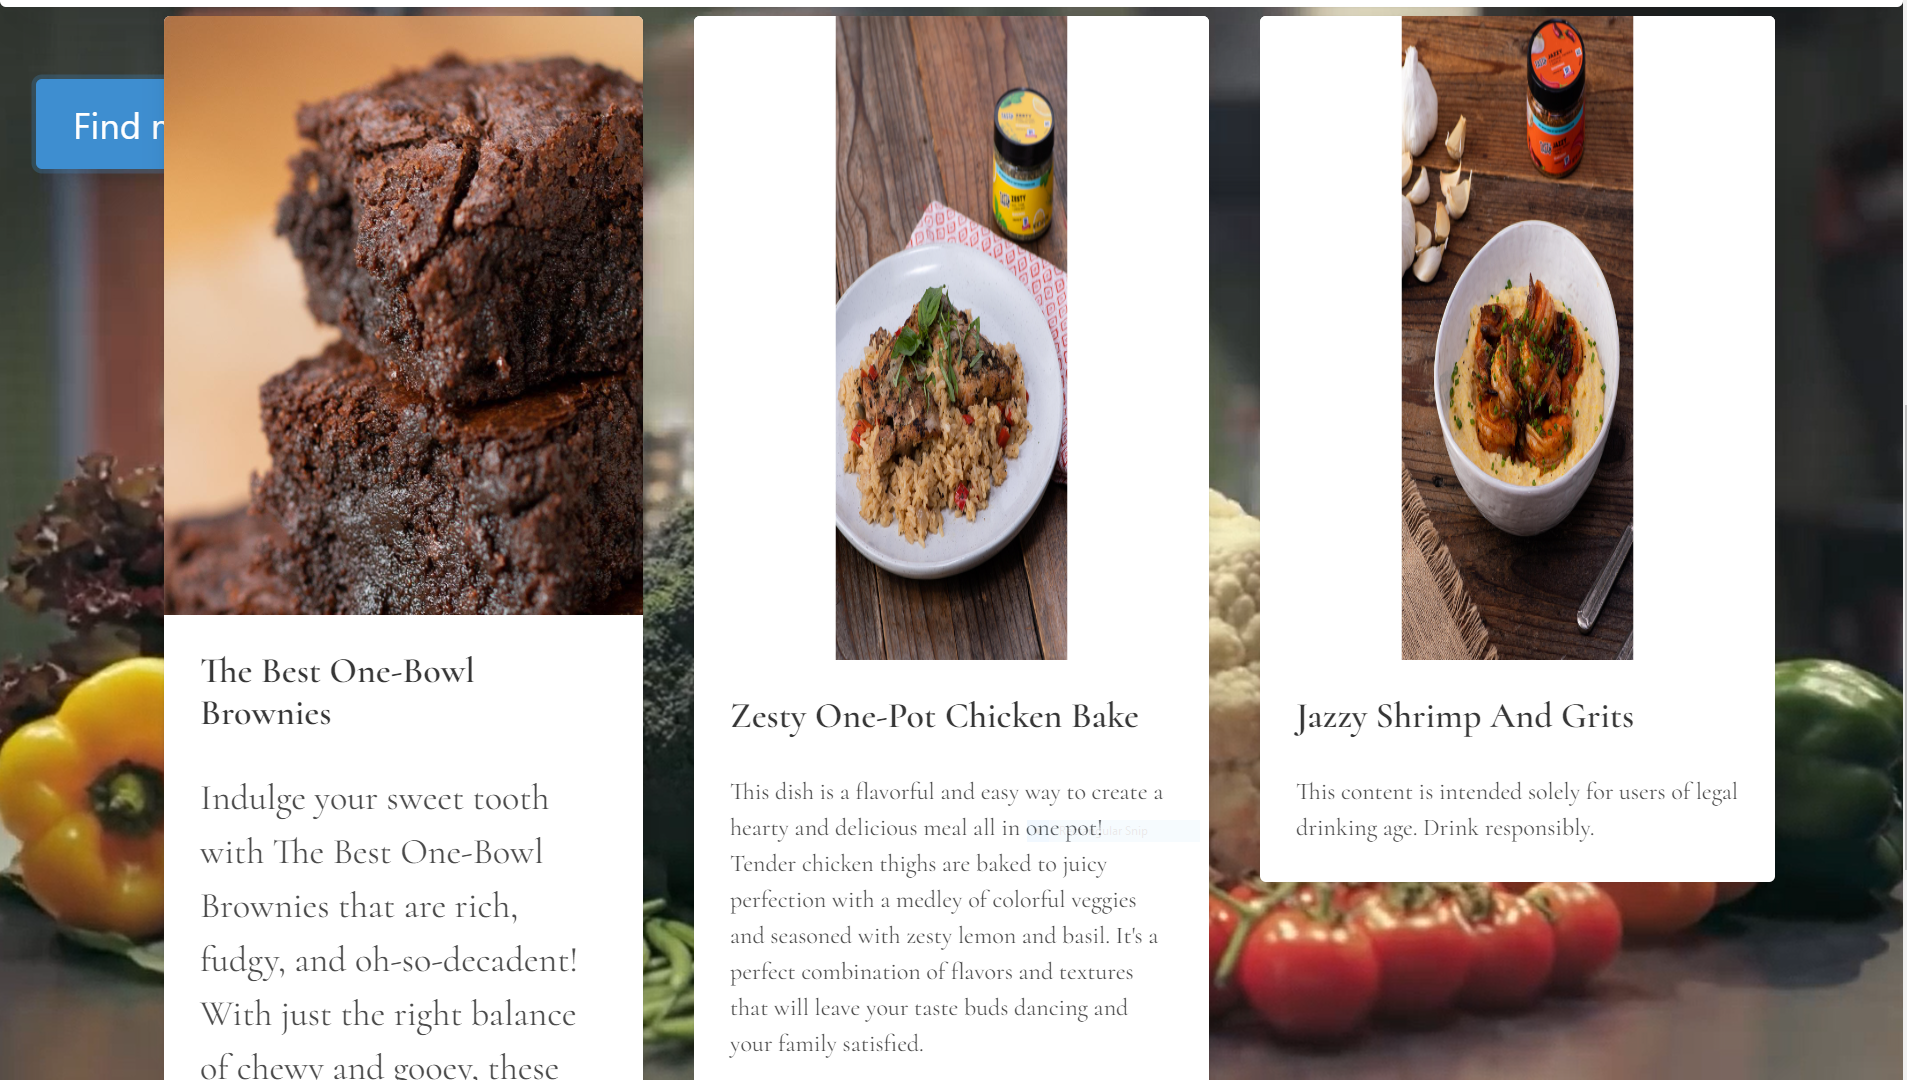 Find
ZESTY
JAZZY
JAZZY
The Best One-Bowl
Brownies
Indulge your sweet tooth
with The Best One-Bowl
Brownies that are rich,
fudgy, and oh-so-decadent!
With just the right balance
of chewy and gooey, these
Zesty One-Pot Chicken Bake
This dish is a flavorful and easy way to create a
hearty and delicious meal all in one pot!
Tender chicken thighs are baked to juicy
perfection with a medley of colorful veggies
and seasoned with zesty lemon and basil. It's a
perfect combination of flavors and textures
that will leave your taste buds dancing and
your family satisfied.
Jazzy Shrimp And Grits
This content is intended solely for users of legal
drinking age. Drink responsibly.